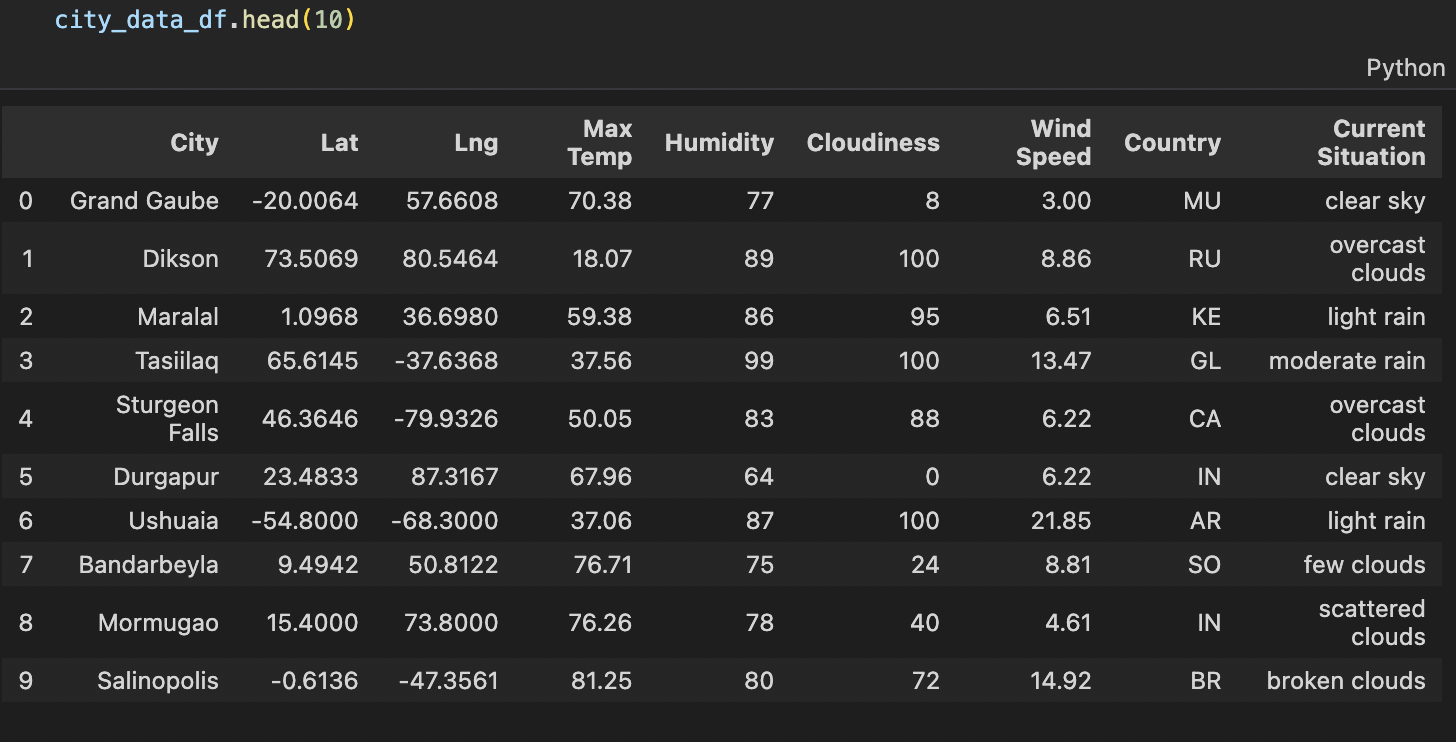 city_data_df.head(10)
Python
City Lat Lng Max Temp Humidity Cloudiness Wind Speed Country Current Situation
0 Grand Gaube -20.0064 57.6608 70.38 77 8 3.00 MU clear sky
1 Dikson 73.5069 80.5464 18.07 89 100 8.86 RU overcast clouds
2 Maralal 1.0968 36.6980 59.38 86 95 6.51 KE light rain
3 Tasiilaq 65.6145 -37.6368 37.56 99 100 13.47 GL moderate rain
4 Sturgeon Falls 46.3646 -79.9326 50.05 83 88 6.22 CA overcast clouds
5 Durgapur 23.4833 87.3167 67.96 64 0 6.22 IN clear sky
6 Ushuaia -54.8000 -68.3000 37.06 87 100 21.85 AR light rain
7 Bandarbeyla 9.4942 50.8122 76.71 75 24 8.81 SO few clouds
8 Mormugao 15.4000 73.8000 76.26 78 40 4.61 IN scattered clouds
9 Salinopolis -0.6136 -47.3561 81.25 80 72 14.92 BR broken clouds